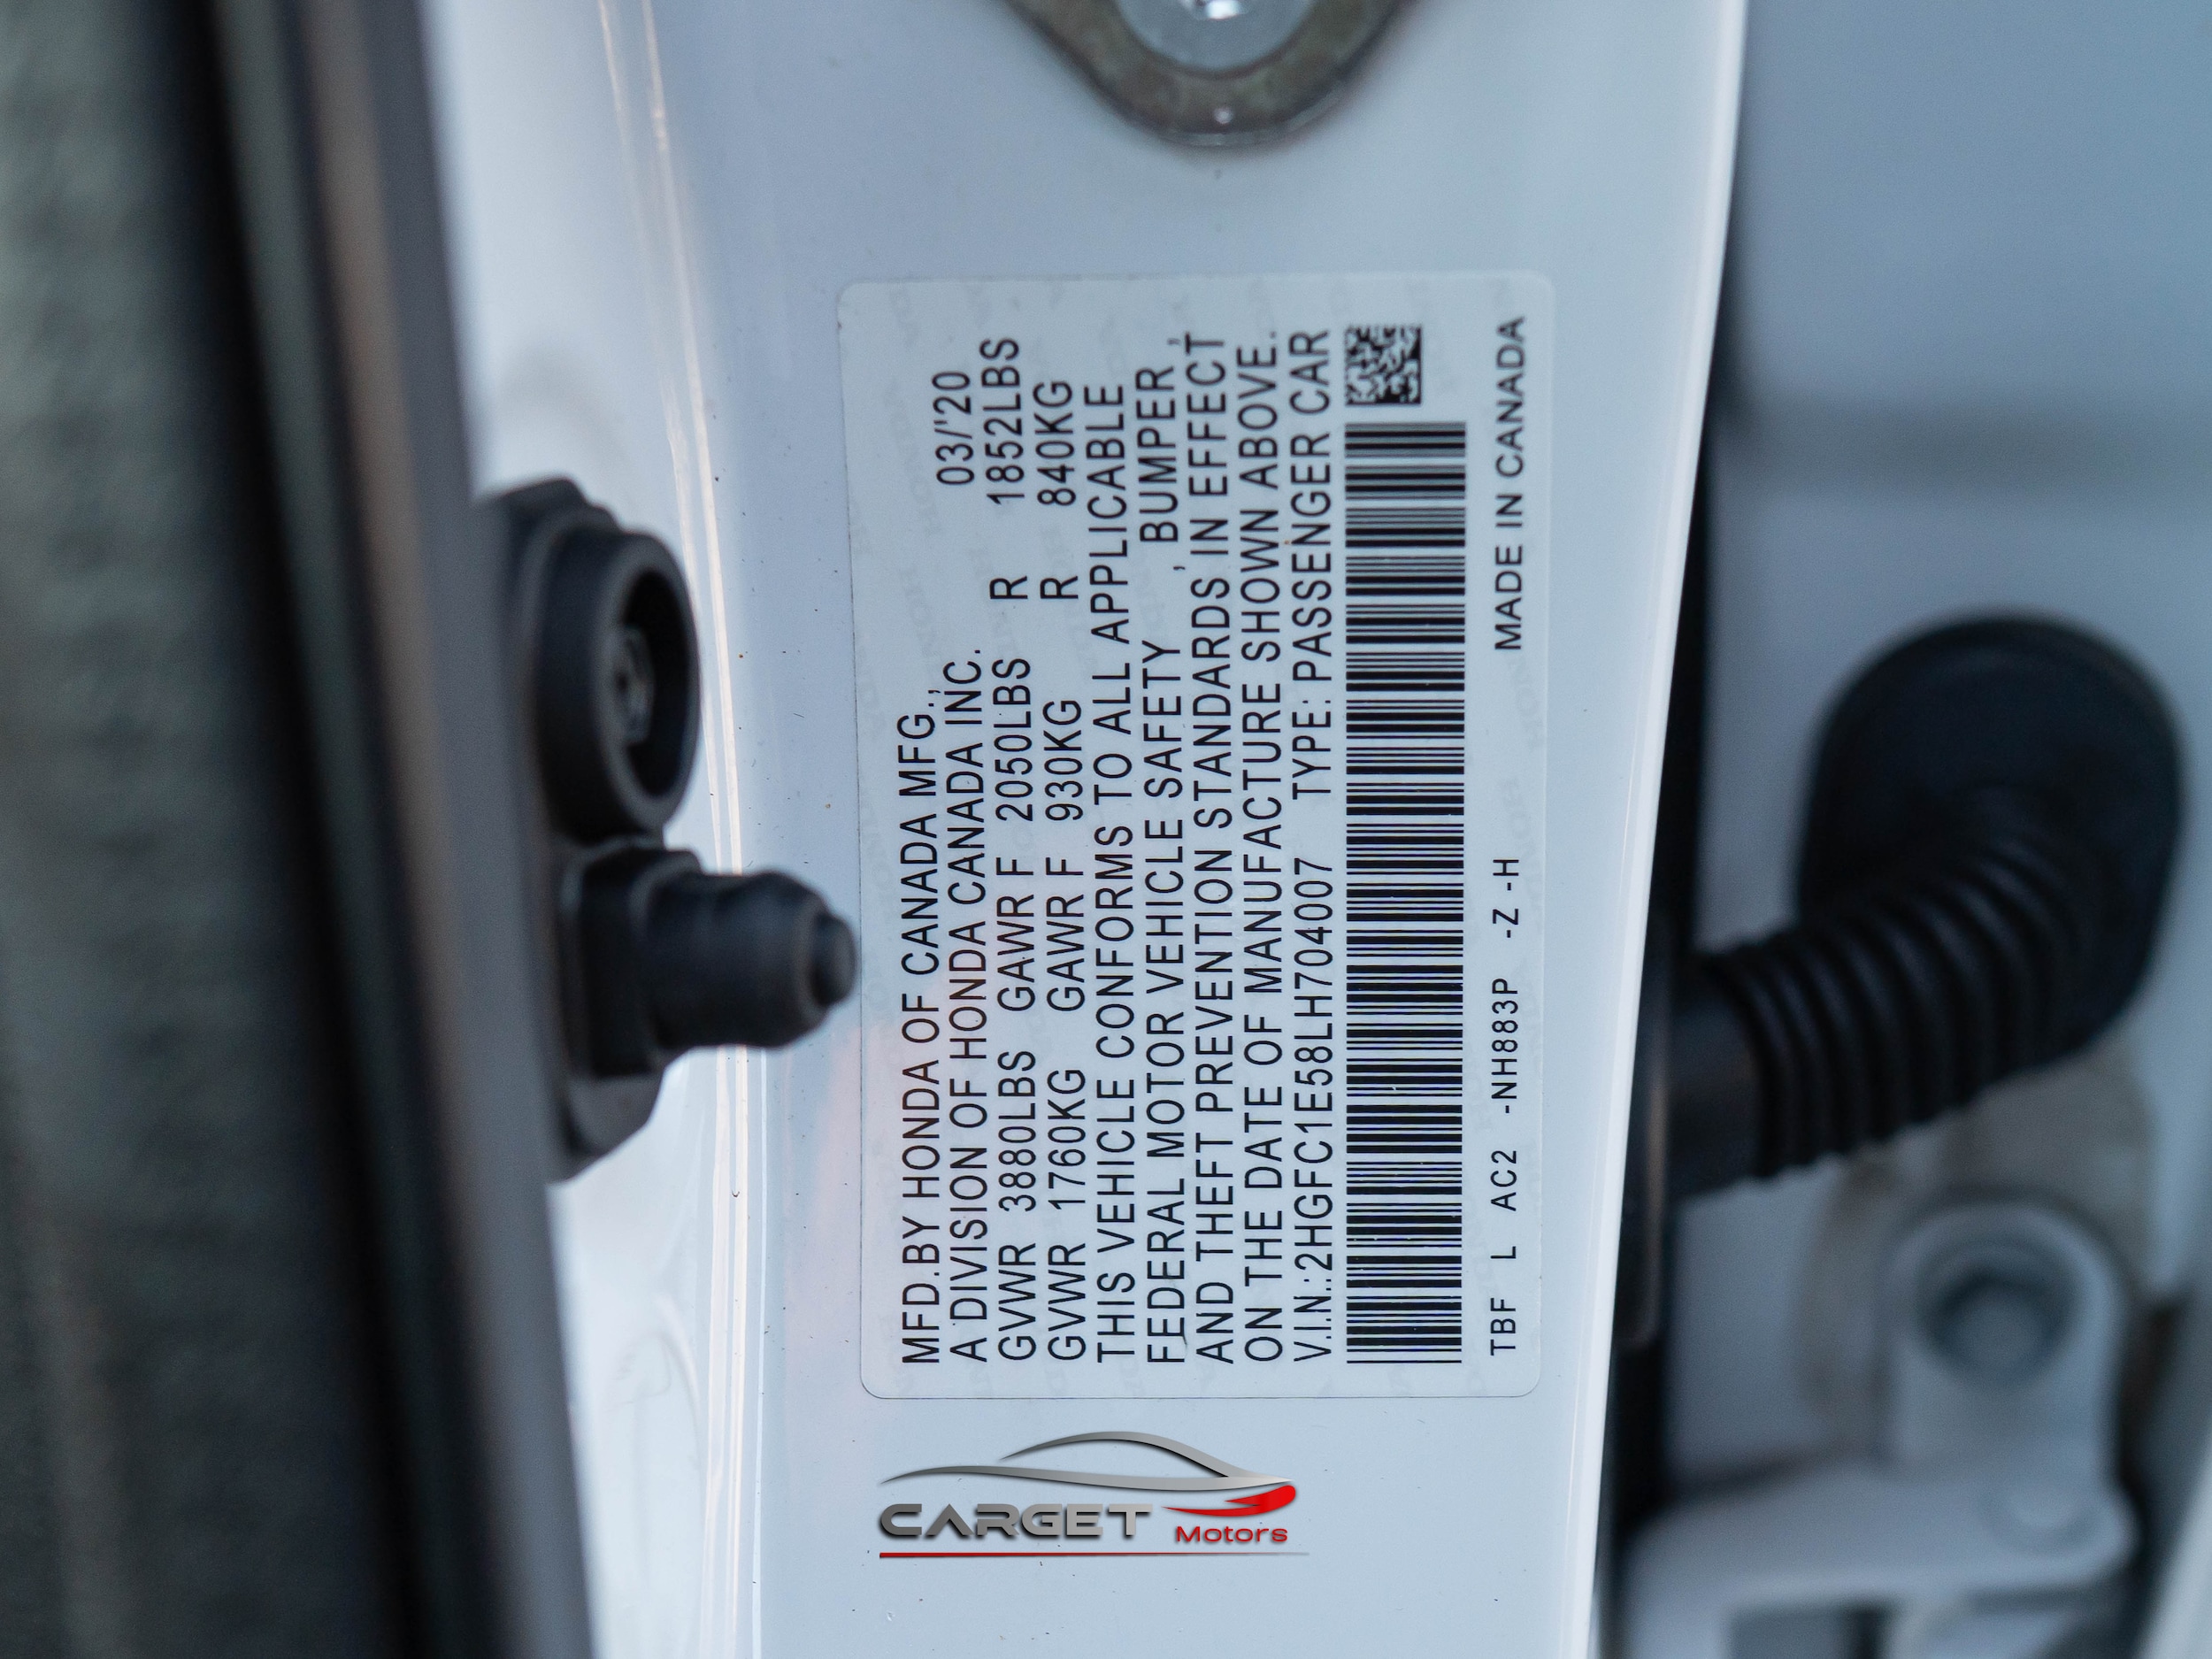 MFD.BY HONDA OF CANADA MFG.,
A DIVISION OF HONDA CANADA INC. 03/'20
GVWR 3880LBS GAWR F 2050LBS R 1852LBS
GVWR 1760KG GAWR F 930KG R 840KG
THIS VEHICLE CONFORMS TO ALL APPLICABLE
FEDERAL MOTOR VEHICLE SAFETY , BUMPER ,
AND THEFT PREVENTION STANDARDS IN EFFECT
ON THE DATE OF MANUFACTURE SHOWN ABOVE.
V.I.N.:2HGFC1E58LH704007 TYPE: PASSENGER CAR
TBF L AC2 -NH883P -Z -H MADE IN CANADA
CARGET
Motors